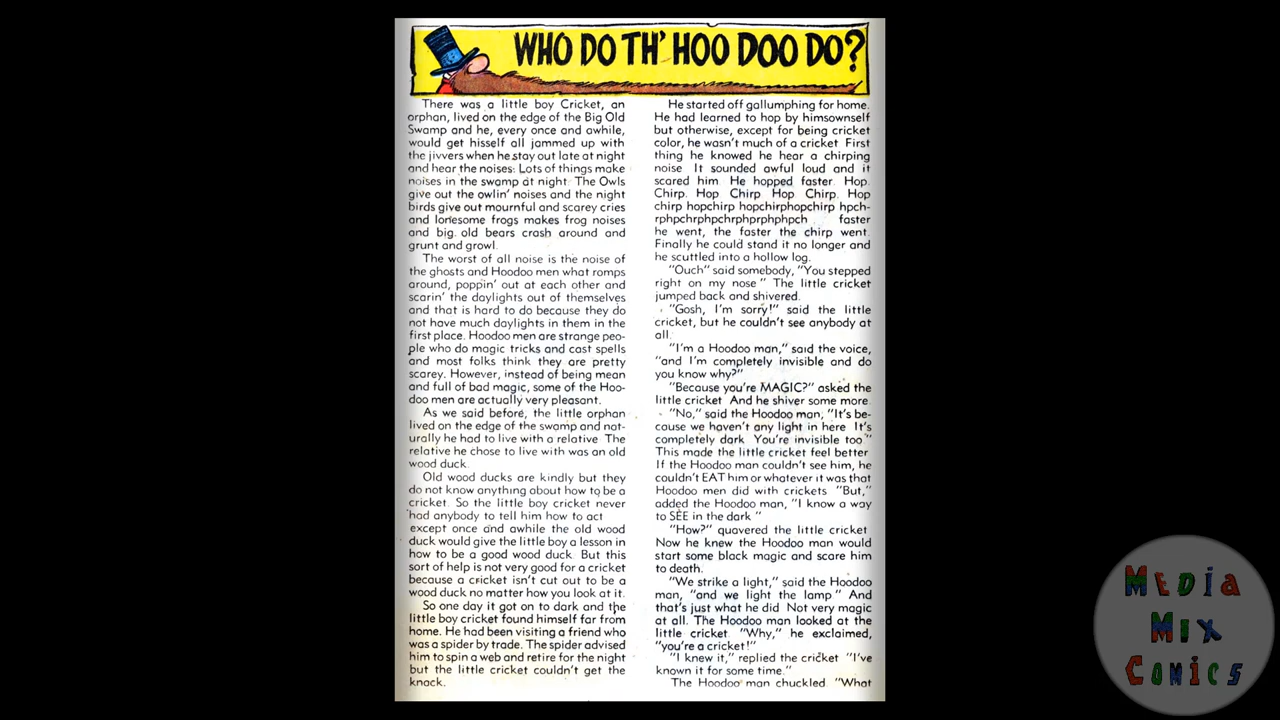 WHO DO TH' HOO DOO DO?
There was a little boy Cricket, an
orphan, lived on the edge of the Big Old
Swamp and he, every once and awhile,
would get hisself all jammed up with
the jivvers when he stay out late at night
and hear the noises: Lots of things make
noises in the swamp at night. The Owls
give out the owlin' noises and the night
birds give out mournful and scarey cries
and lonesome frogs makes frog noises
and big old bears crash around and
grunt and growl.
The worst of all noise is the noise of
the ghosts and Hoodoo men what romps
around, poppin' out at each other and
scarin' the daylights out of themselves
and that is hard to do because they do
not have much daylights in them in the
first place. Hoodoo men are strange peo-
ple who do magic tricks and cast spells
and most folks think they are pretty
scarey. However, instead of being mean
and full of bad magic, some of the Hoo-
doo men are actually very pleasant.
As we said before, the little orphan
lived on the edge of the swamp and nat-
urally he had to live with a relative The
relative he chose to live with was an old
wood duck.
Old wood ducks are kindly but they
do not know anything about how to be a
cricket. So the little boy cricket never
had anybody to tell him how to act
except once and awhile the old wood
duck would give the little boy a lesson in
how to be a good wood duck But this
sort of help is not very good for a cricket
because a cricket isn't cut out to be a
wood duck no matter how you look at it.
So one day it got on to dark and the
little boy cricket found himself far from
home. He had been visiting a friend who
was a spider by trade. The spider advised
him to spin a web and retire for the night
but the little cricket couldn't get the
knack.
He started off gallumphing for home.
He had learned to hop by himsownself
but otherwise, except for being cricket
color, he wasn't much of a cricket First
thing he knowed he hear a chirping
noise It sounded awful loud and it
scared him He hopped faster. Hop.
Chirp. Hop Chirp Hop Chirp. Hop
chirp hopchirp hopchirphopchirp hpch-
rphpchrphpchrphprphphpch faster
he went, the faster the chirp went.
Finally he could stand it no longer and
he scuttled into a hollow log.
"Ouch" said somebody, "You stepped
right on my nose " The little cricket
jumped back and shivered.
"Gosh, I'm sorry!" said the little
cricket, but he couldn't see anybody at
all.
"I'm a Hoodoo man," said the voice,
"and I'm completely invisible and do
you know why?"
"Because you're MAGIC?" asked the
little cricket And he shiver some more
"No," said the Hoodoo man, "It's be-
cause we haven't any light in here It's
completely dark You're invisible too."
This made the little cricket feel better
If the Hoodoo man couldn't see him, he
couldn't EAT him or whatever it was that
Hoodoo men did with crickets "But,"
added the Hoodoo man, "I know a way
to SEE in the dark "
"How?" quavered the little cricket
Now he knew the Hoodoo man would
start some black magic and scare him
to death.
"We strike a light," said the Hoodoo
man, "and we light the lamp." And
that's just what he did Not very magic
at all. The Hoodoo man looked at the
little cricket "Why," he exclaimed,
"you're a cricket!"
"I knew it," replied the cricket "I've
known it for some time."
The Hoodoo man chuckled "What
MEDiA
MiX
COMiCS